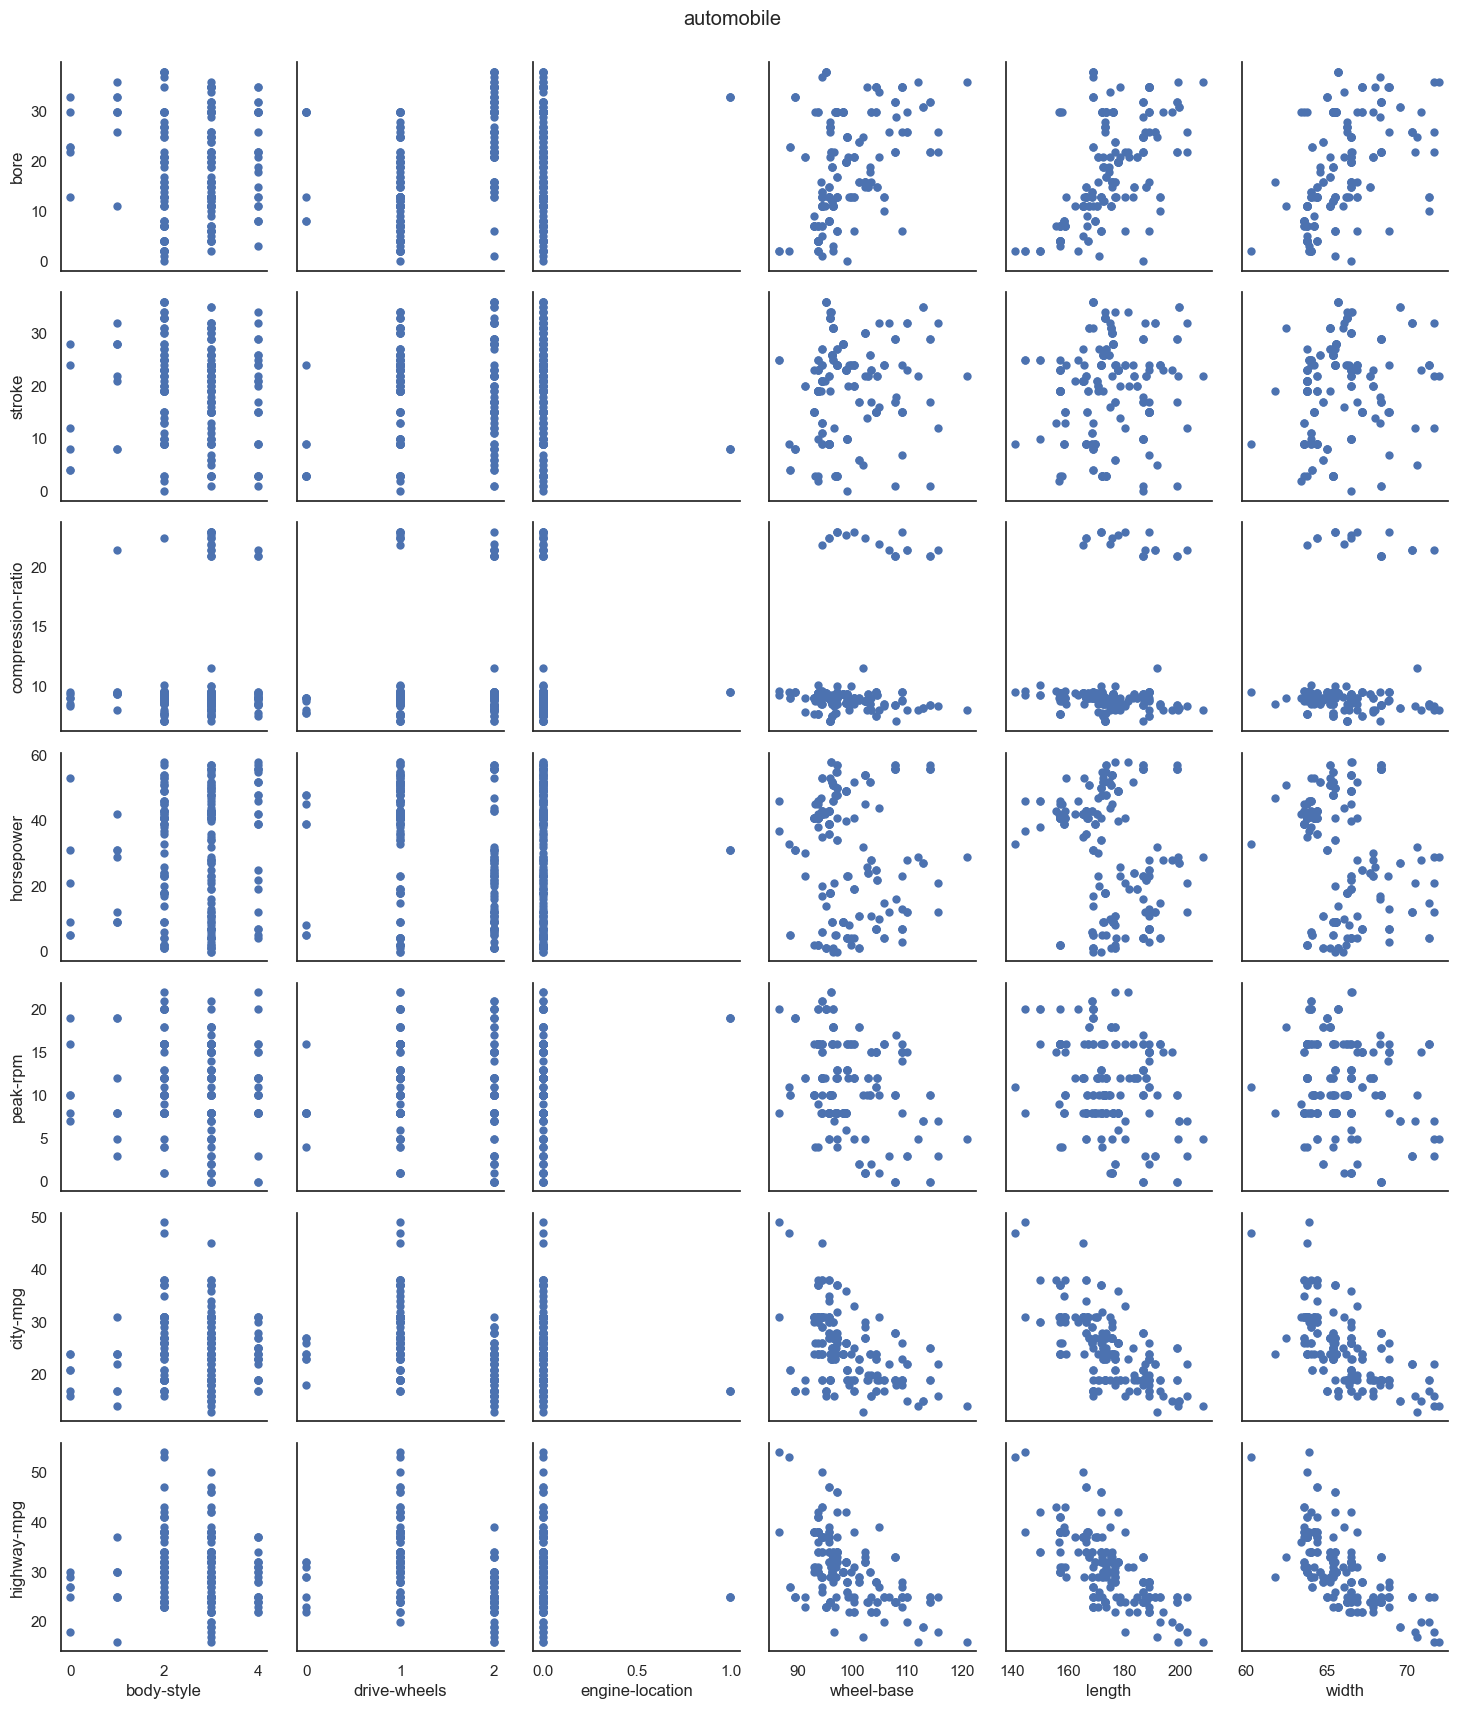 automobile
30
20
10
0
bore
30
20
10
0
stroke
20
15
10
compression-ratio
60
40
20
0
horsepower
20
15
10
5
0
peak-rpm
50
40
30
20
city-mpg
50
40
30
20
highway-mpg
0 2 4 0 1 2 0.0 0.5 1.0 90 100 110 120 140 160 180 200 60 65 70
body-style drive-wheels engine-location wheel-base length width